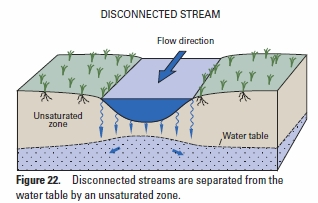 DISCONNECTED STREAM
Flow direction
Unsaturated
zone
Water table
Figure 22. Disconnected streams are separated from the
water table by an unsaturated zone.